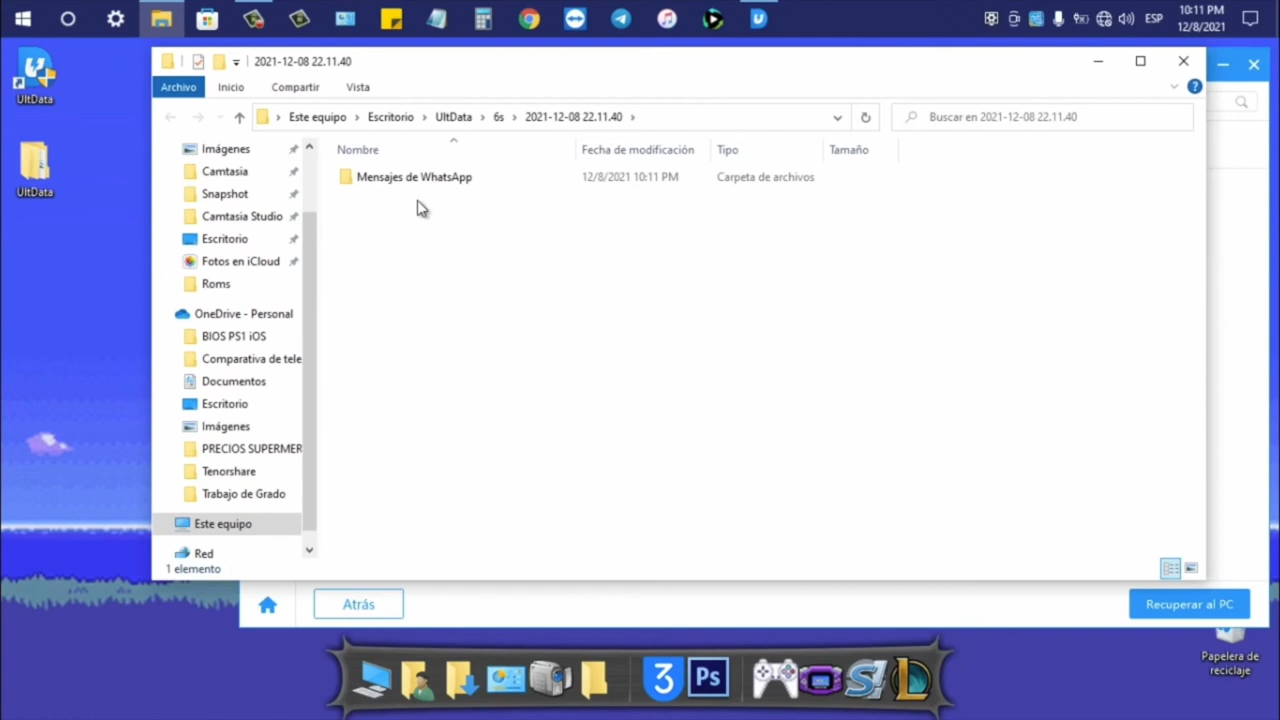 10:11 PM
ESP
12/8/2021
UltData
UltData
2021-12-08 22.11.40
Archivo
Inicio
Compartir
Vista
Este equipo
Escritorio
UltData
6s
2021-12-08 22.11.40
Buscar en 2021-12-08 22.11.40
Nombre
Fecha de modificación
Tipo
Tamaño
Mensajes de WhatsApp
12/8/2021 10:11 PM
Carpeta de archivos
Imágenes
Camtasia
Snapshot
Camtasia Studio
Escritorio
Fotos en iCloud
Roms
OneDrive - Personal
BIOS PS1 iOS
Comparativa de tele
Documentos
Escritorio
Imágenes
PRECIOS SUPERMER
Tenorshare
Trabajo de Grado
Este equipo
Red
1 elemento
Atrás
Recuperar al PC
Papelera de
reciclaje
3
Ps